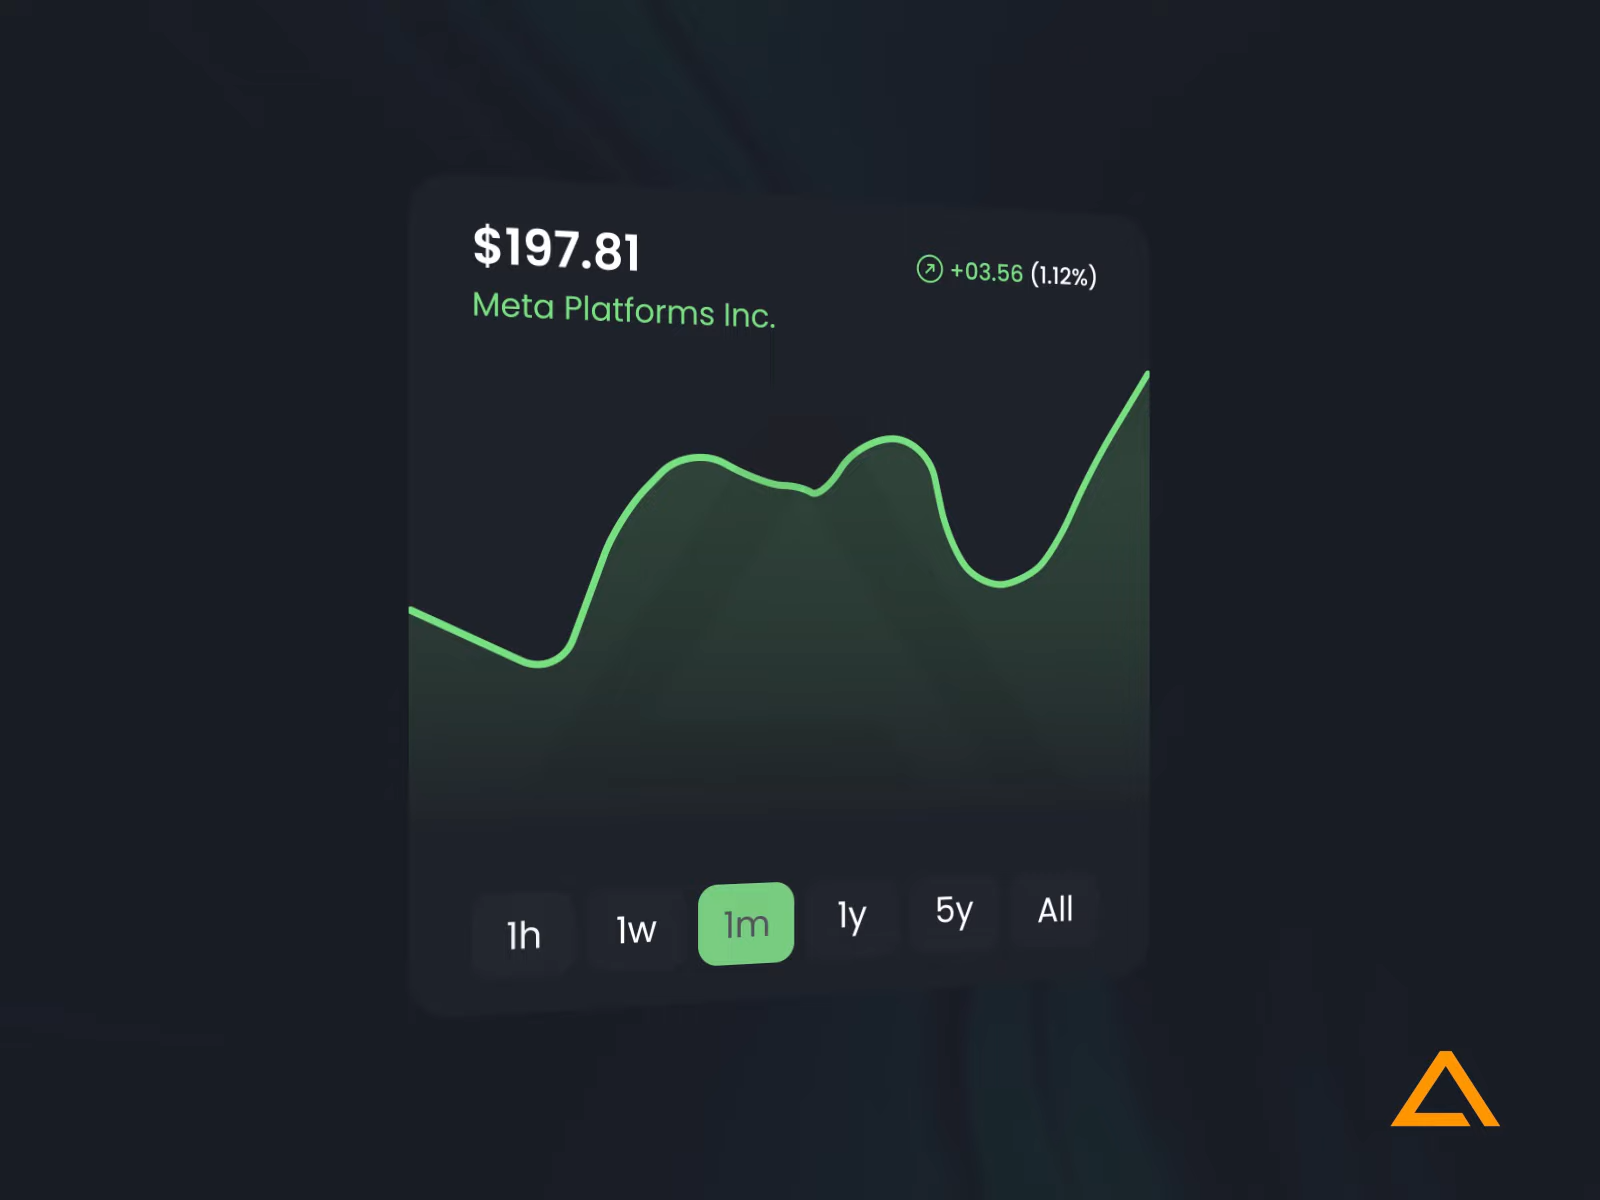 $197.81
+03.56 (1.12%)
Meta Platforms Inc.
1h 1w 1m 1y 5y All